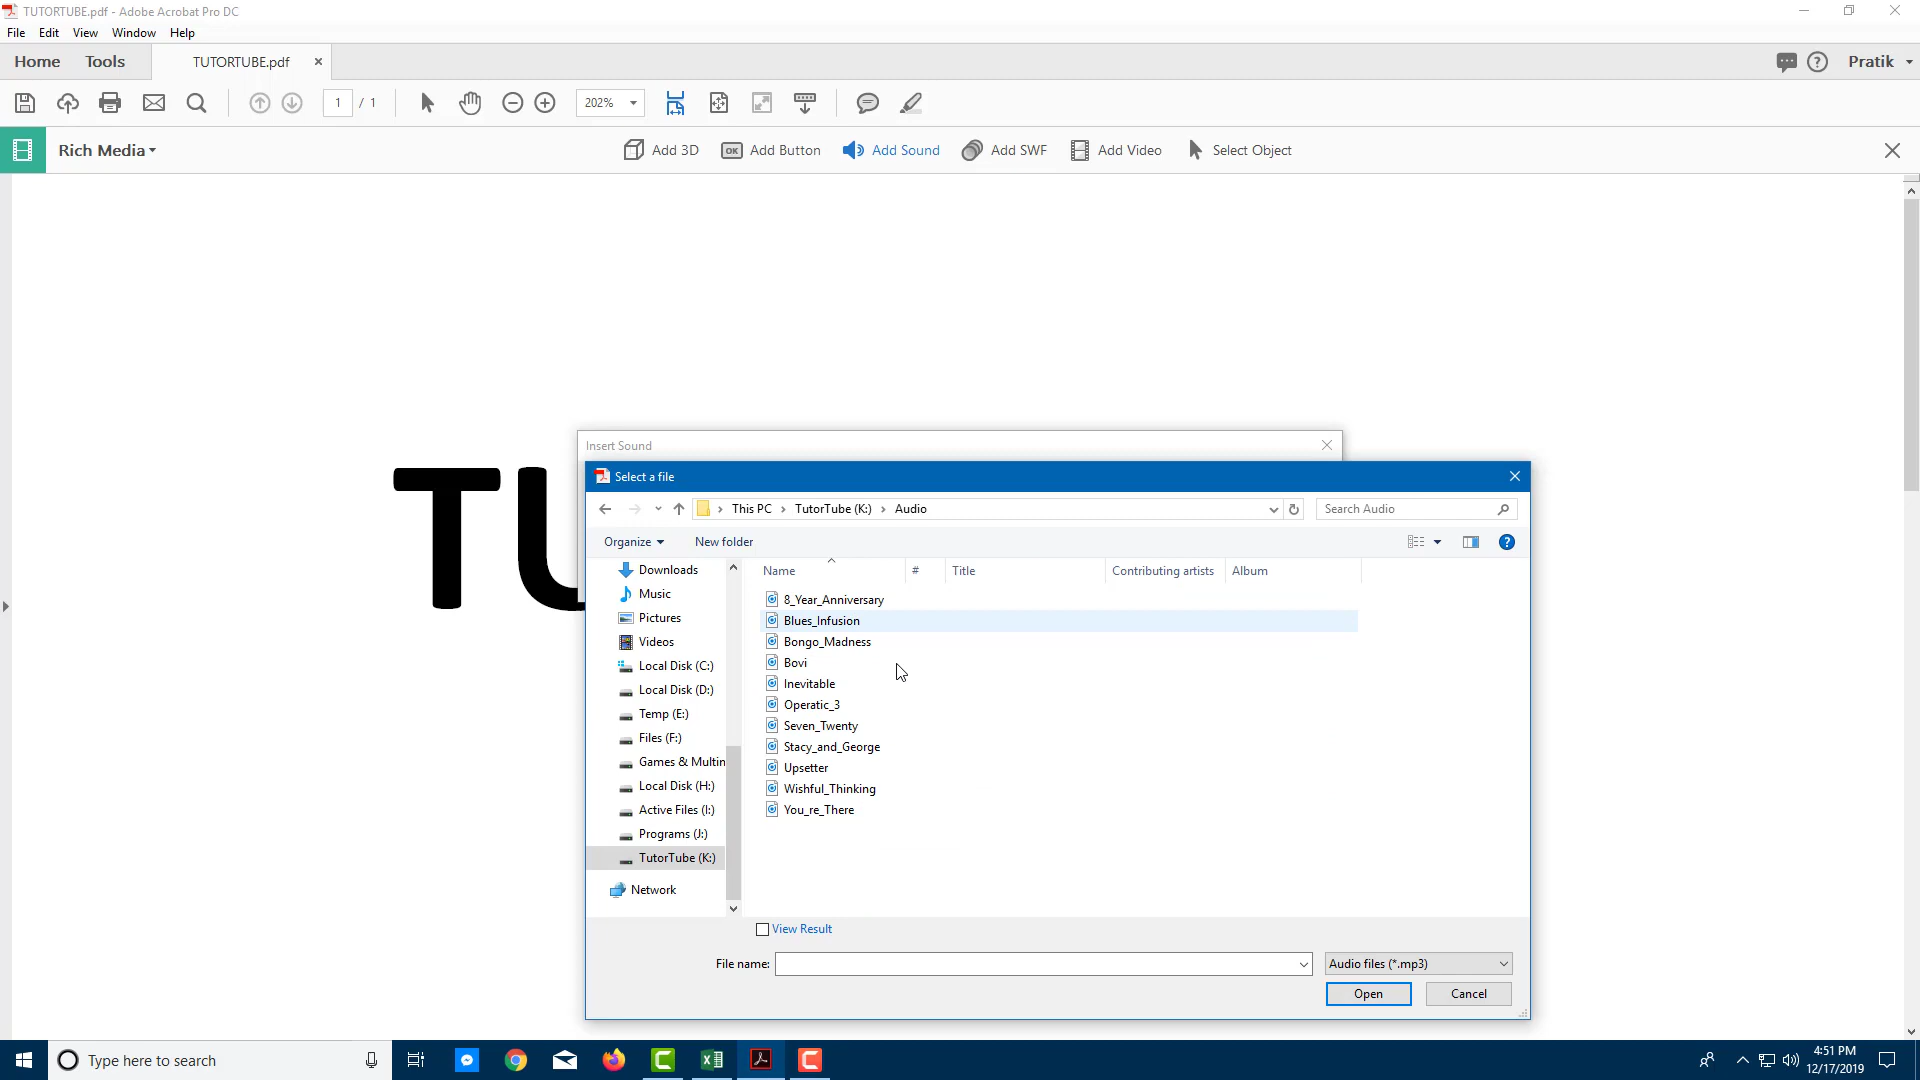 TUTORTUBE.pdf - Adobe Acrobat Pro DC
File Edit View Window Help
Home Tools TUTORTUBE.pdf Pratik
1 / 1 202%
Rich Media Add 3D OK Add Button Add Sound Add SWF Add Video Select Object
TU
Insert Sound
Select a file
This PC TutorTube (K:) Audio Search Audio
Organize New folder
Name # Title Contributing artists Album
Downloads
Music
Pictures
Videos
Local Disk (C:)
Local Disk (D:)
Temp (E:)
Files (F:)
Games & Multin
Local Disk (H:)
Active Files (I:)
Programs (J:)
TutorTube (K:)
Network
8_Year_Anniversary
Blues_Infusion
Bongo_Madness
Bovi
Inevitable
Operatic_3
Seven_Twenty
Stacy_and_George
Upsetter
Wishful_Thinking
You_re_There
View Result
File name: Audio files (*.mp3)
Open Cancel
Type here to search
4:51 PM
12/17/2019